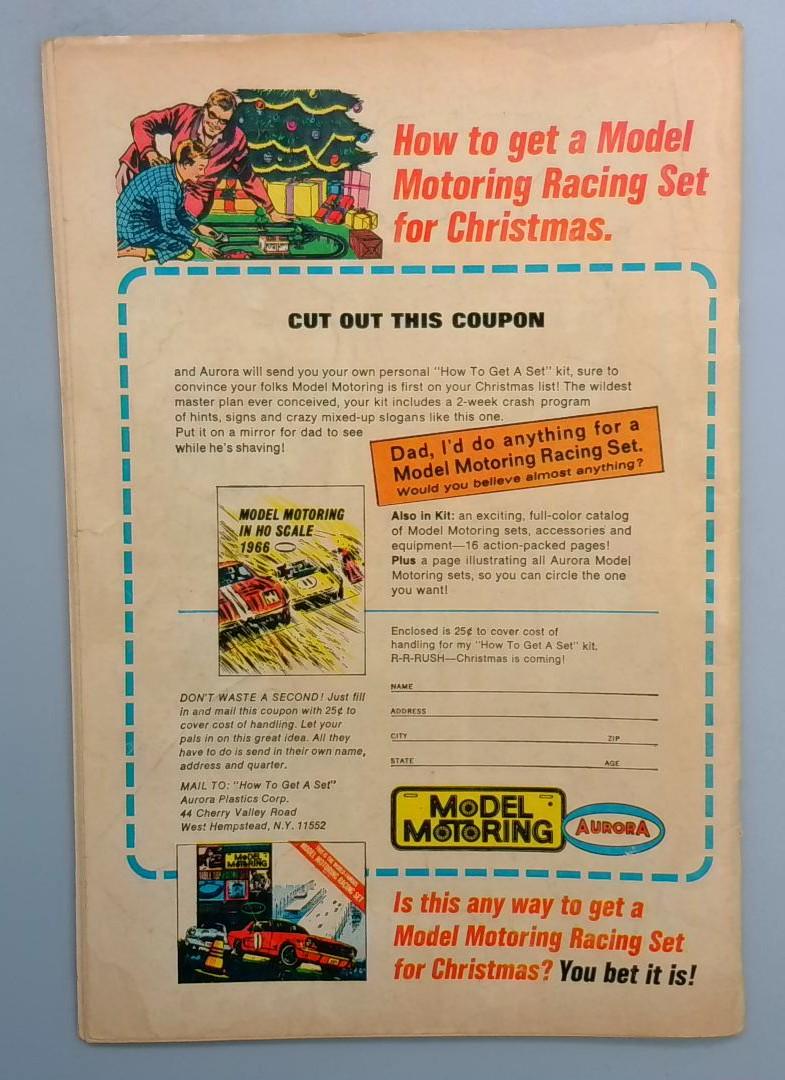 How to get a Model
Motoring Racing Set
for Christmas.
CUT OUT THIS COUPON
and Aurora will send you your own personal "How To Get A Set" kit, sure to
convince your folks Model Motoring is first on your Christmas list! The wildest
master plan ever conceived, your kit includes a 2-week crash program
of hints, signs and crazy mixed-up slogans like this one.
Put it on a mirror for dad to see
while he's shaving!
Dad, I'd do anything for a
Model Motoring Racing Set.
Would you believe almost anything?
MODEL MOTORING
IN HO SCALE
1966
11
Also in Kit: an exciting, full-color catalog
of Model Motoring sets, accessories and
equipment—16 action-packed pages!
Plus a page illustrating all Aurora Model
Motoring sets, so you can circle the one
you want!
Enclosed is 25¢ to cover cost of
handling for my "How To Get A Set" kit.
R-R-RUSH—Christmas is coming!
NAME
ADDRESS
CITY ZIP
STATE AGE
DON'T WASTE A SECOND! Just fill
in and mail this coupon with 25¢ to
cover cost of handling. Let your
pals in on this great idea. All they
have to do is send in their own name,
address and quarter.
MAIL TO: "How To Get A Set"
Aurora Plastics Corp.
44 Cherry Valley Road
West Hempstead, N.Y. 11552
MODEL
MOTORING
AURORA
MODEL
MOTORING
MODEL MOTORING RACING SET
Is this any way to get a
Model Motoring Racing Set
for Christmas? You bet it is!